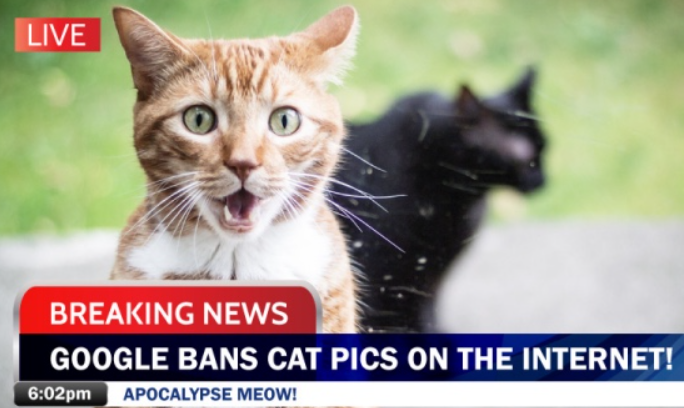 LIVE
BREAKING NEWS
GOOGLE BANS CAT PICS ON THE INTERNET!
6:02pm
APOCALYPSE MEOW!